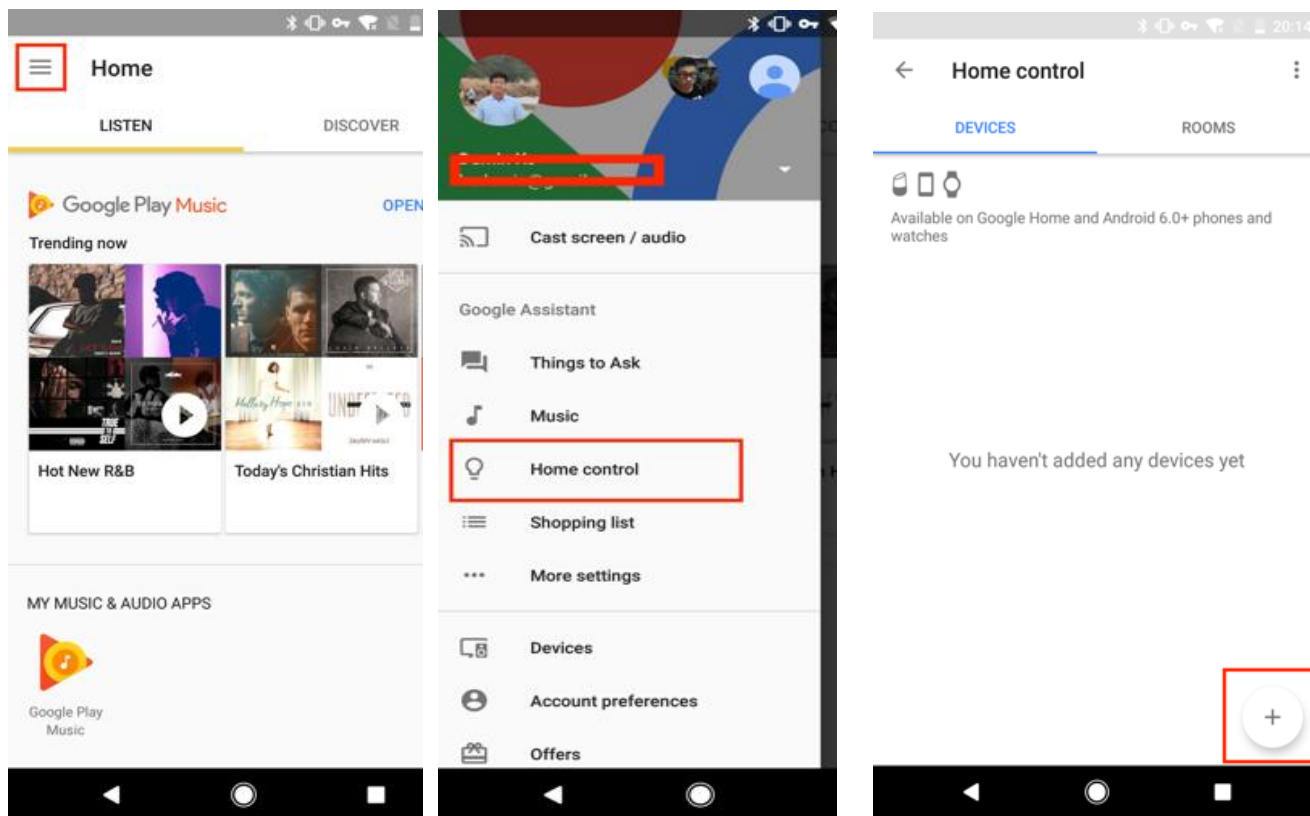 Home
LISTEN DISCOVER
Google Play Music OPEN
Trending now
TRUE
SELF
Hot New R&B Today's Christian Hits
MY MUSIC & AUDIO APPS
Google Play
Music
Cast screen / audio
Google Assistant
Things to Ask
Music
Home control
Shopping list
More settings
Devices
Account preferences
Offers
20:14
Home control
DEVICES ROOMS
Available on Google Home and Android 6.0+ phones and
watches
You haven't added any devices yet